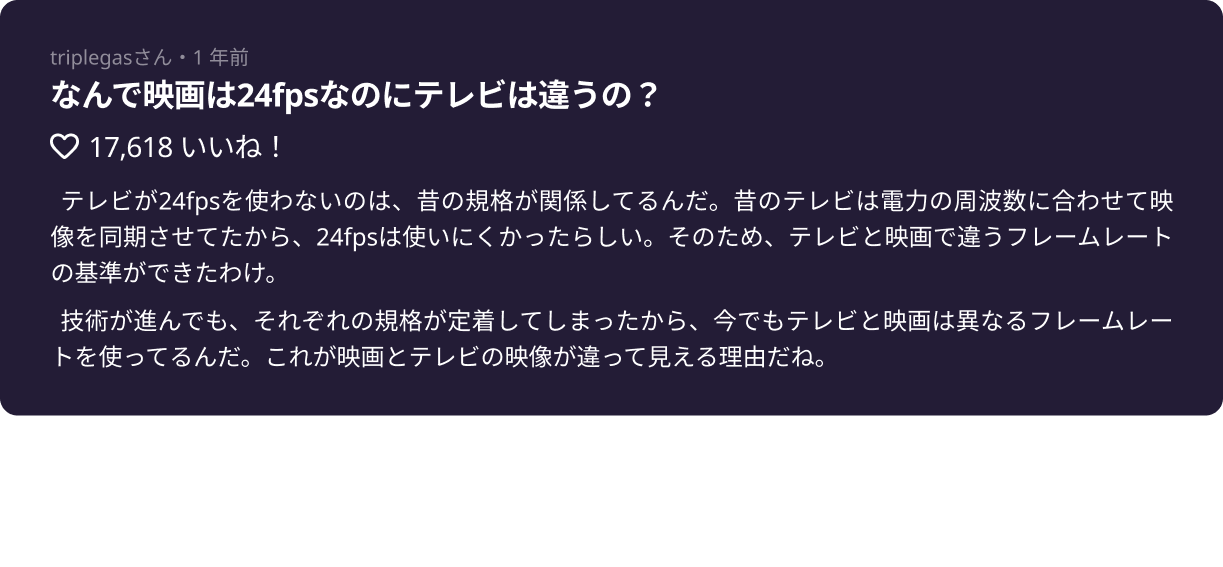 triplegasさん・1 年前
なんで映画は24fpsなのにテレビは違うの？
17,618 いいね！
テレビが24fpsを使わないのは、昔の規格が関係してるんだ。昔のテレビは電力の周波数に合わせて映
像を同期させてたから、24fpsは使いにくかったらしい。そのため、テレビと映画で違うフレームレート
の基準ができたわけ。
技術が進んでも、それぞれの規格が定着してしまったから、今でもテレビと映画は異なるフレームレー
トを使ってるんだ。これが映画とテレビの映像が違って見える理由だね。